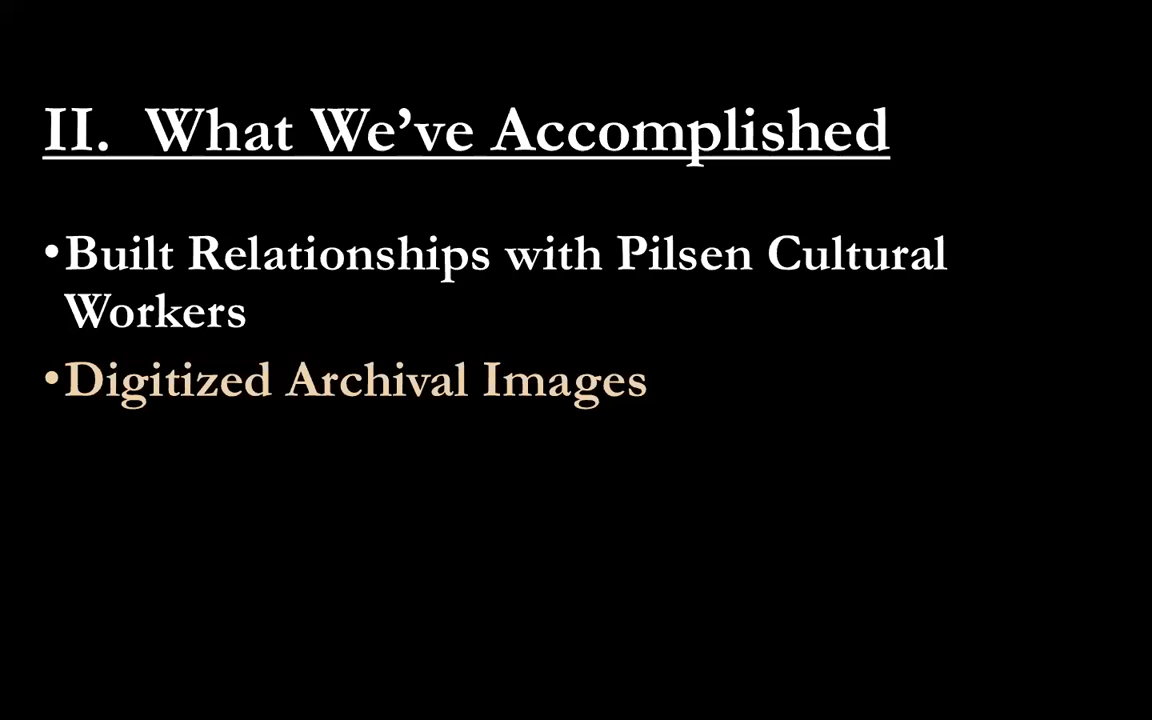 II.  What We’ve Accomplished
•Built Relationships with Pilsen Cultural
Workers
•Digitized Archival Images